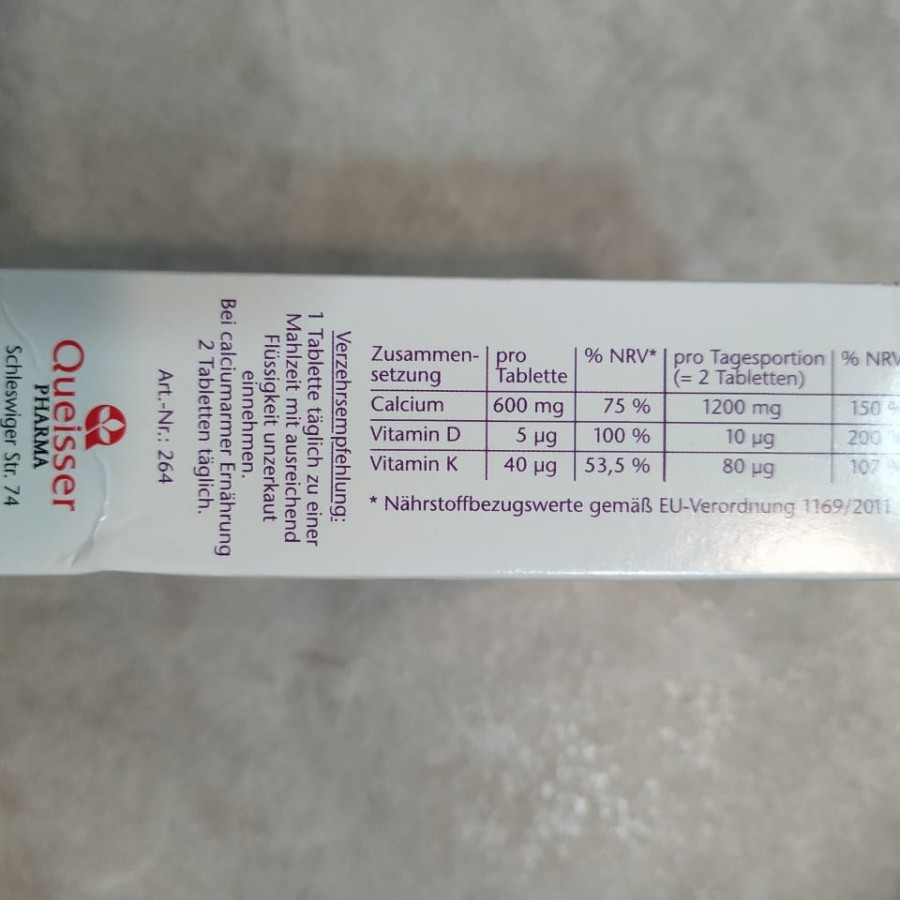 Zusammen-
setzung | pro
Tablette | % NRV* | pro Tagesportion
(= 2 Tabletten) | % NRV
Calcium | 600 mg | 75 % | 1200 mg | 150 %
Vitamin D | 5 µg | 100 % | 10 µg | 200
Vitamin K | 40 µg | 53,5 % | 80 µg | 107
* Nährstoffbezugswerte gemäß EU-Verordnung 1169/2011
Verzehrsempfehlung:
1 Tablette täglich zu einer
Mahlzeit mit ausreichend
Flüssigkeit unzerkaut
einnehmen.
Bei calciumarmer Ernährung
2 Tabletten täglich.
Art.-Nr.: 264
Queisser
PHARMA
Schleswiger Str. 74